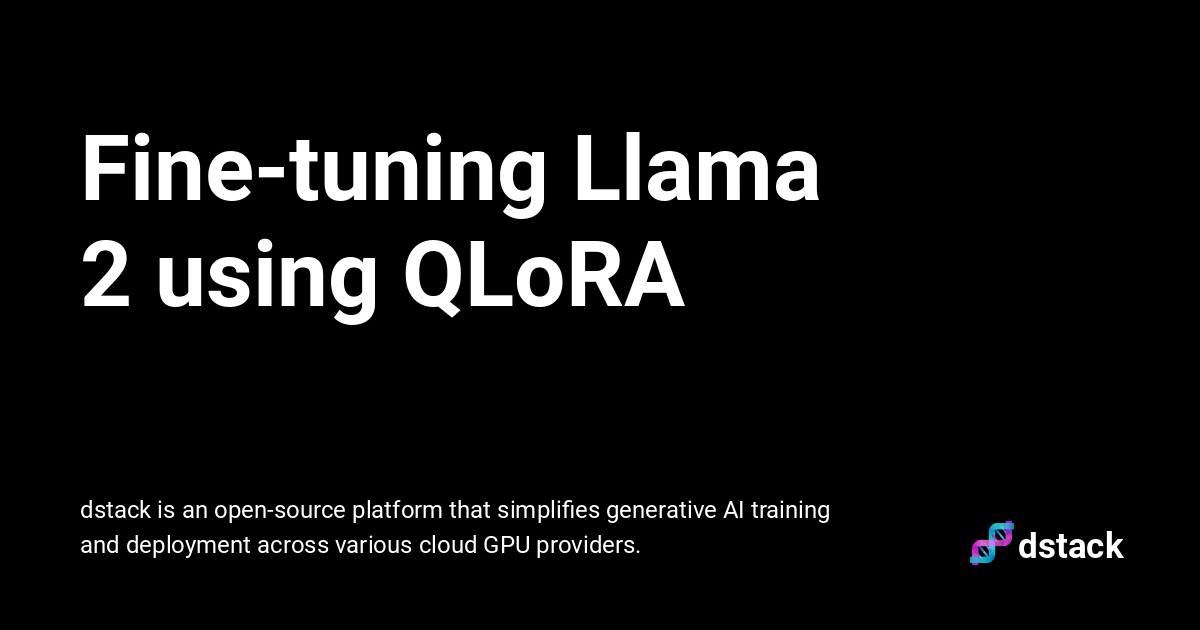 Fine-tuning Llama
2 using QLoRA
dstack is an open-source platform that simplifies generative AI training
and deployment across various cloud GPU providers.
dstack